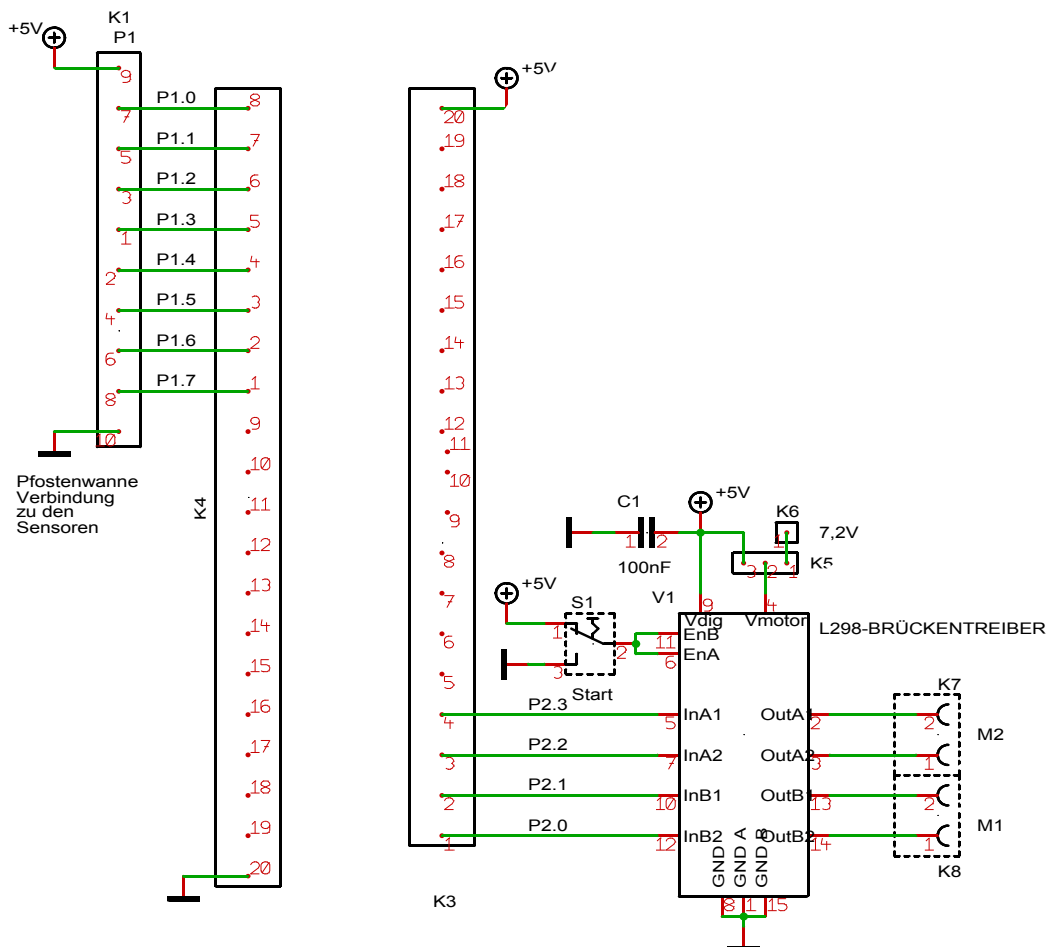 K1
P1
+5V
9
7
5
3
1
2
4
6
8
10
P1.0
P1.1
P1.2
P1.3
P1.4
P1.5
P1.6
P1.7
Pfostenwanne
Verbindung
zu den
Sensoren
K4
8
7
6
5
4
3
2
1
9
10
11
12
13
14
15
16
17
18
19
20
+5V
20
19
18
17
16
15
14
13
12
11
10
9
8
7
6
5
4
3
2
1
K3
P2.3
P2.2
P2.1
P2.0
C1
1
2
100nF
+5V
K6
1
7,2V
3
2
1
K5
+5V
S1
1
2
3
Start
V1
9
4
Vdig
Vmotor
L298-BRÜCKENTREIBER
11
EnB
6
EnA
5
InA1
7
InA2
10
InB1
12
InB2
OutA1
2
OutA2
3
OutB1
13
OutB2
14
GND
GND A
GND B
8
1
15
K7
2
1
M2
2
1
M1
K8